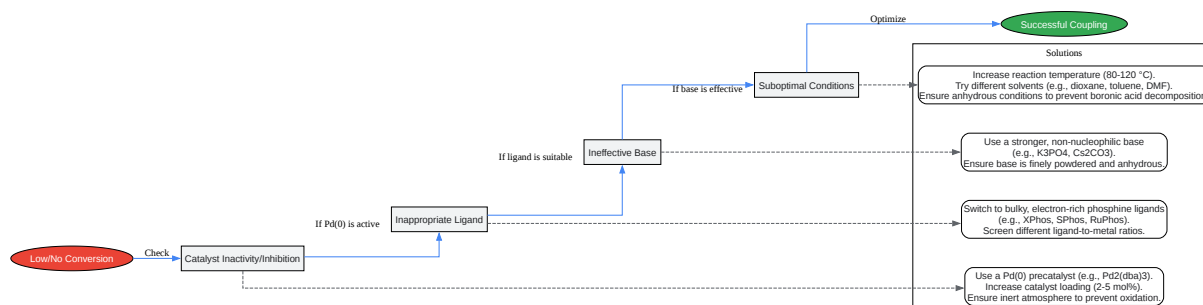 Optimize
Successful Coupling
Solutions
Suboptimal Conditions
If base is effective
Increase reaction temperature (80-120 °C).
Try different solvents (e.g., dioxane, toluene, DMF).
Ensure anhydrous conditions to prevent boronic acid decomposition
If ligand is suitable
Ineffective Base
Use a stronger, non-nucleophilic base
(e.g., K3PO4, Cs2CO3).
Ensure base is finely powdered and anhydrous.
If Pd(0) is active
Inappropriate Ligand
Switch to bulky, electron-rich phosphine ligands
(e.g., XPhos, SPhos, RuPhos).
Screen different ligand-to-metal ratios.
Low/No Conversion
Check
Catalyst Inactivity/Inhibition
Use a Pd(0) precatalyst (e.g., Pd2(dba)3).
Increase catalyst loading (2-5 mol%).
Ensure inert atmosphere to prevent oxidation.